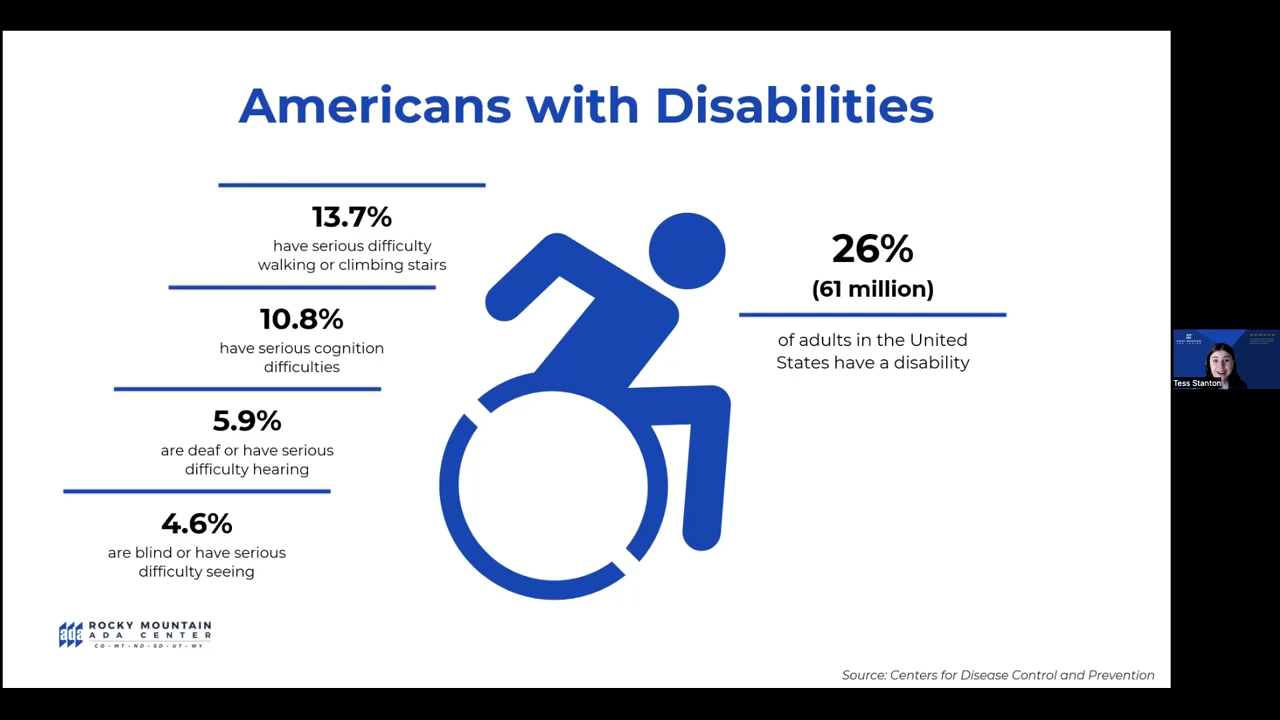 Americans with Disabilities
13.7%
have serious difficulty
walking or climbing stairs
10.8%
have serious cognition
difficulties
5.9%
are deaf or have serious
difficulty hearing
4.6%
are blind or have serious
difficulty seeing
26%
(61 million)
of adults in the United
States have a disability
ada
ROCKY MOUNTAIN
ADA CENTER
CO • MT • ND • SD • UT • WY
Source: Centers for Disease Control and Prevention
Tess Stanton